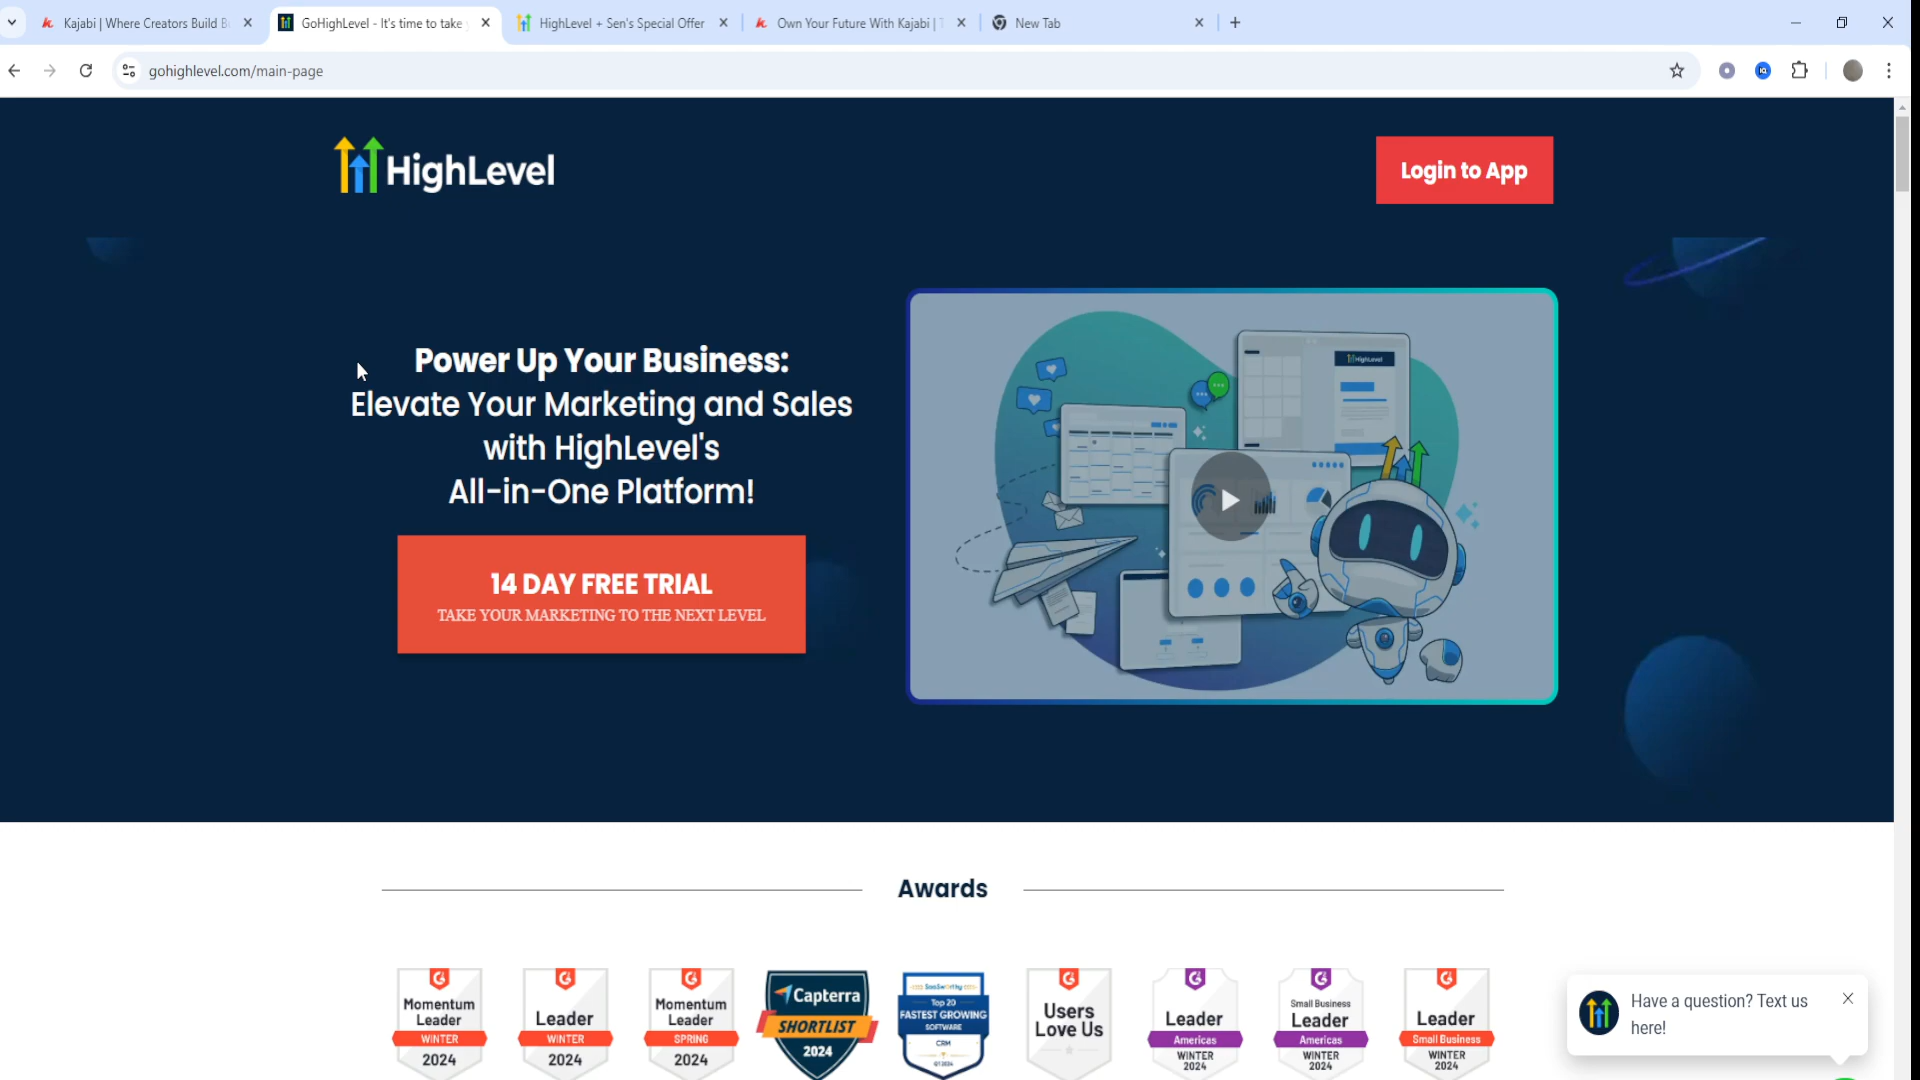 Kajabi | Where Creators Build B
GoHighLevel - It's time to take
HighLevel + Sen's Special Offer
Own Your Future With Kajabi |
New Tab
gohighlevel.com/main-page
HighLevel
Login to App
Power Up Your Business:
Elevate Your Marketing and Sales
with HighLevel's
All-in-One Platform!
14 DAY FREE TRIAL
TAKE YOUR MARKETING TO THE NEXT LEVEL
HighLevel
Awards
Momentum
Leader
WINTER
2024
Leader
WINTER
2024
Momentum
Leader
SPRING
2024
Capterra
SHORTLIST
2024
SaaSworthy
Top 20
FASTEST GROWING
SOFTWARE
CRM
Users
Love Us
Leader
Americas
WINTER
2024
Small Business
Leader
Americas
WINTER
2024
Leader
Small Business
WINTER
2024
Have a question? Text us
here!